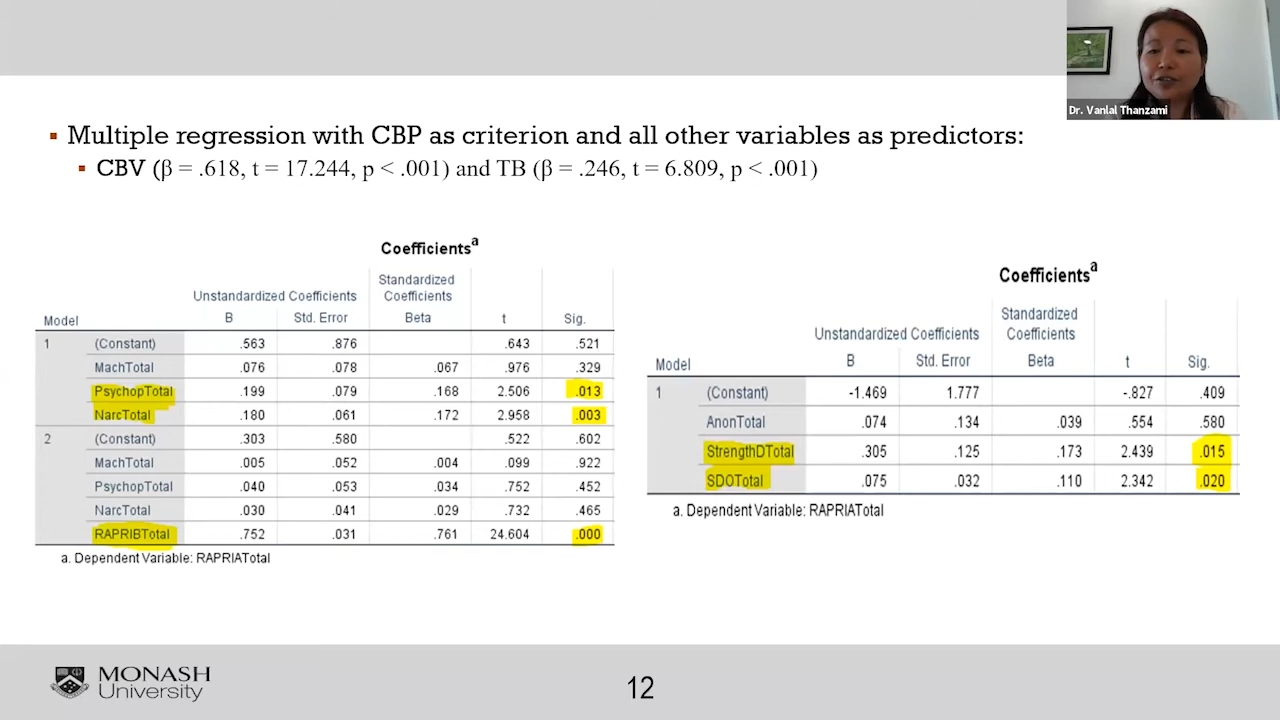 Dr. Vanlal Thanzami
▪ Multiple regression with CBP as criterion and all other variables as predictors:
▪ CBV (β = .618, t = 17.244, p < .001) and TB (β = .246, t = 6.809, p < .001)
Coefficients^a
Model Unstandardized Coefficients Standardized Coefficients t Sig.
B Std. Error Beta
1 (Constant) .563 .876 .643 .521
MachTotal .076 .078 .067 .976 .329
PsychopTotal .199 .079 .168 2.506 .013
NarcTotal .180 .061 .172 2.958 .003
2 (Constant) .303 .580 .522 .602
MachTotal .005 .052 .004 .099 .922
PsychopTotal .040 .053 .034 .752 .452
NarcTotal .030 .041 .029 .732 .465
RAPRIBTotal .752 .031 .761 24.604 .000
a. Dependent Variable: RAPRIATotal
Coefficients^a
Model Unstandardized Coefficients Standardized Coefficients t Sig.
B Std. Error Beta
1 (Constant) -1.469 1.777 -.827 .409
AnonTotal .074 .134 .039 .554 .580
StrengthDTotal .305 .125 .173 2.439 .015
SDOTotal .075 .032 .110 2.342 .020
a. Dependent Variable: RAPRIATotal
MONASH
University
12